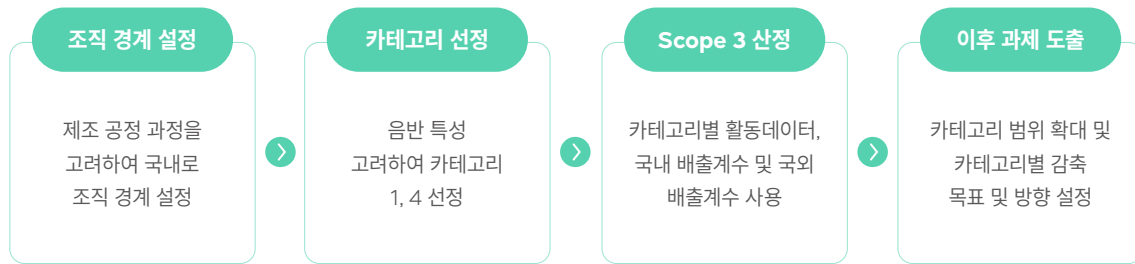 조직 경계 설정
제조 공정 과정을
고려하여 국내로
조직 경계 설정
카테고리 선정
음반 특성
고려하여 카테고리
1, 4 선정
Scope 3 산정
카테고리별 활동데이터,
국내 배출계수 및 국외
배출계수 사용
이후 과제 도출
카테고리 범위 확대 및
카테고리별 감축
목표 및 방향 설정